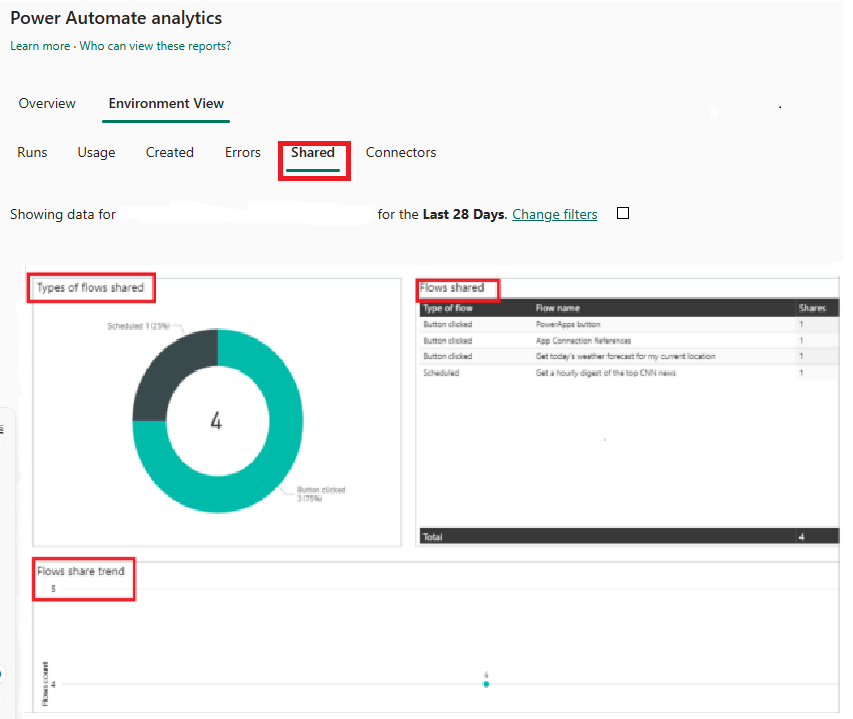 Power Automate analytics
Learn more · Who can view these reports?
Overview Environment View
Runs Usage Created Errors Shared Connectors
Showing data for for the Last 28 Days. Change filters
Types of flows shared
Scheduled 1 (25%)
4
Button clicked
3 (75%)
Flows shared
Type of flow Flow name Shares
Button clicked PowerApps button 1
Button clicked App Connection References 1
Button clicked Get today's weather forecast for my current location 1
Scheduled Get a hourly digest of the top CNN news 1
Total 4
Flows share trend
5
Flows count
4